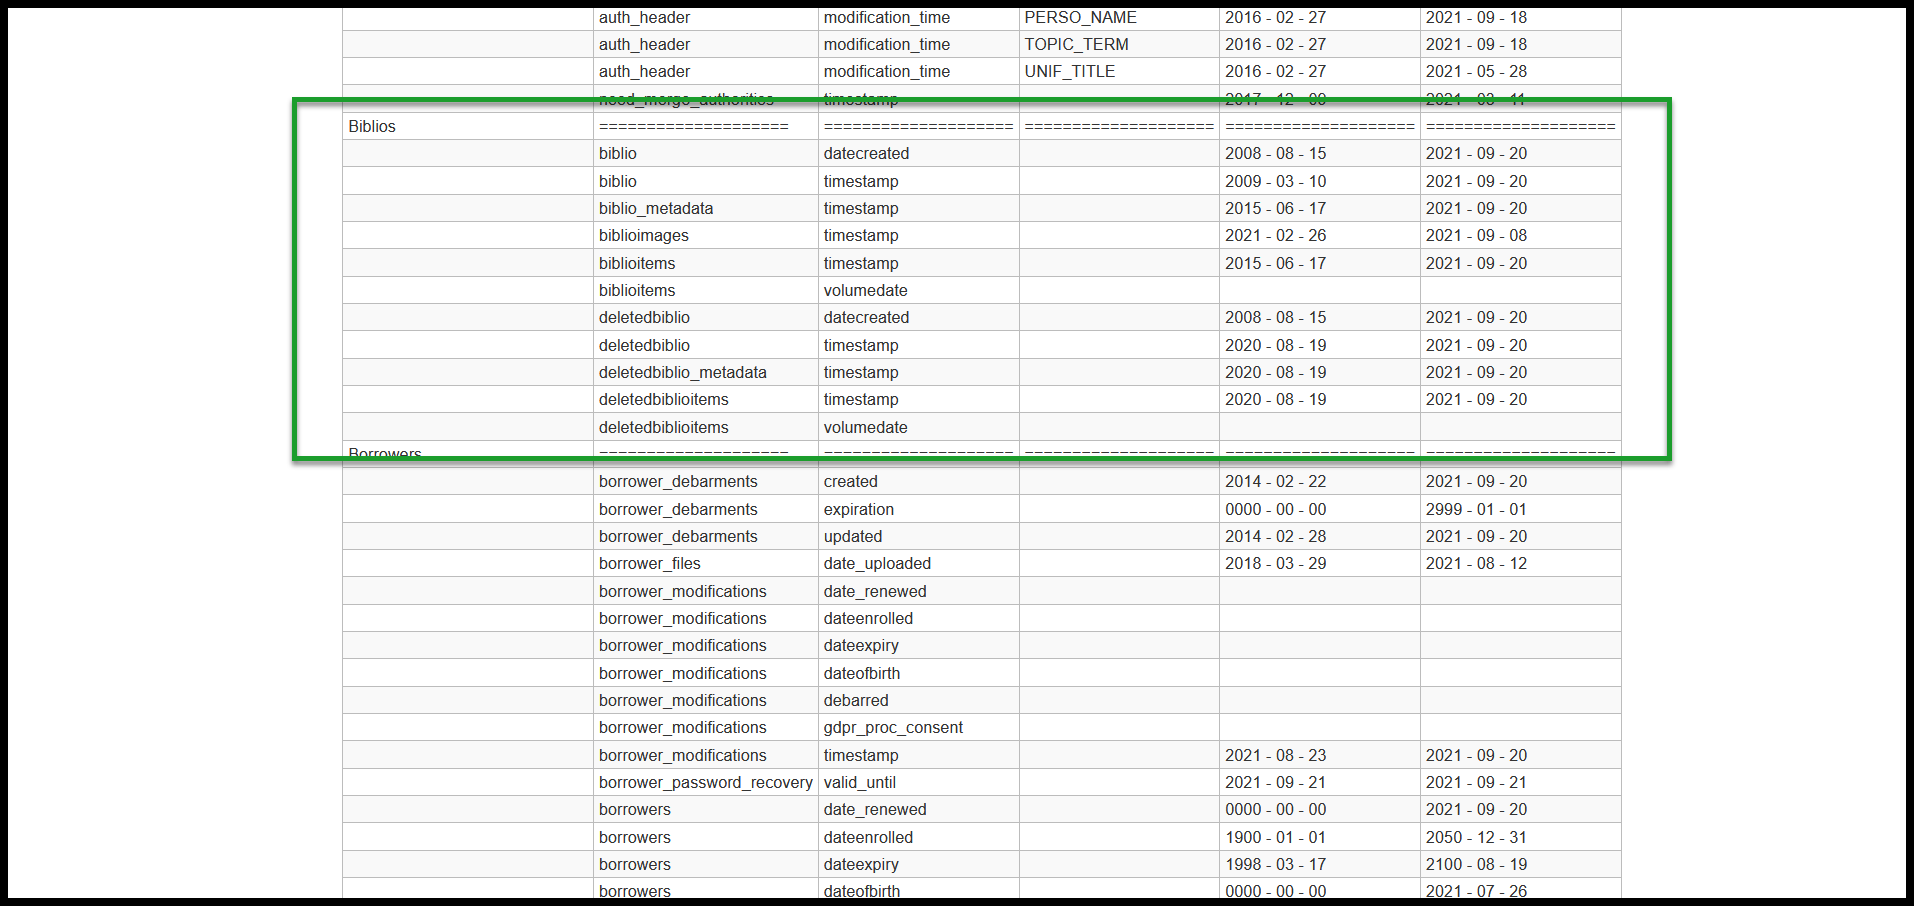 auth_header modification_time PERSO_NAME 2016 - 02 - 27 2021 - 09 - 18
auth_header modification_time TOPIC_TERM 2016 - 02 - 27 2021 - 09 - 18
auth_header modification_time UNIF_TITLE 2016 - 02 - 27 2021 - 05 - 28
need_merge_authorities timestamp 2017 - 12 - 09 2021 - 03 - 11
Biblios ==================== ==================== ==================== ==================== ====================
biblio datecreated 2008 - 08 - 15 2021 - 09 - 20
biblio timestamp 2009 - 03 - 10 2021 - 09 - 20
biblio_metadata timestamp 2015 - 06 - 17 2021 - 09 - 20
biblioimages timestamp 2021 - 02 - 26 2021 - 09 - 08
biblioitems timestamp 2015 - 06 - 17 2021 - 09 - 20
biblioitems volumedate
deletedbiblio datecreated 2008 - 08 - 15 2021 - 09 - 20
deletedbiblio timestamp 2020 - 08 - 19 2021 - 09 - 20
deletedbiblio_metadata timestamp 2020 - 08 - 19 2021 - 09 - 20
deletedbiblioitems timestamp 2020 - 08 - 19 2021 - 09 - 20
deletedbiblioitems volumedate
Borrowers ==================== ==================== ==================== ==================== ====================
borrower_debarments created 2014 - 02 - 22 2021 - 09 - 20
borrower_debarments expiration 0000 - 00 - 00 2999 - 01 - 01
borrower_debarments updated 2014 - 02 - 28 2021 - 09 - 20
borrower_files date_uploaded 2018 - 03 - 29 2021 - 08 - 12
borrower_modifications date_renewed
borrower_modifications dateenrolled
borrower_modifications dateexpiry
borrower_modifications dateofbirth
borrower_modifications debarred
borrower_modifications gdpr_proc_consent
borrower_modifications timestamp 2021 - 08 - 23 2021 - 09 - 20
borrower_password_recovery valid_until 2021 - 09 - 21 2021 - 09 - 21
borrowers date_renewed 0000 - 00 - 00 2021 - 09 - 20
borrowers dateenrolled 1900 - 01 - 01 2050 - 12 - 31
borrowers dateexpiry 1998 - 03 - 17 2100 - 08 - 19
borrowers dateofbirth 0000 - 00 - 00 2021 - 07 - 26